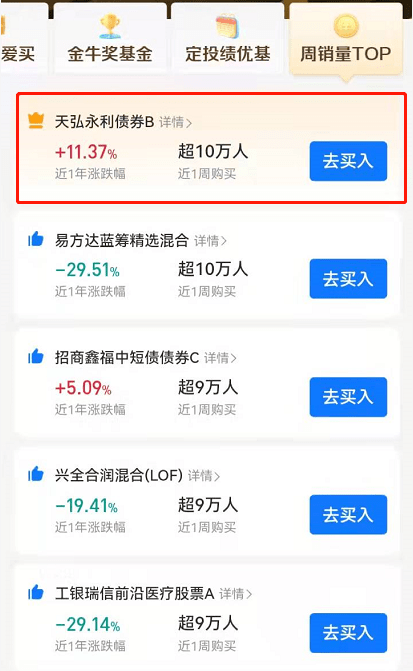 爱买 金牛奖基金 定投绩优基 周销量TOP
天弘永利债券B 详情>
+11.37% 超10万人 去买入
近1年涨跌幅 近1周购买
易方达蓝筹精选混合 详情>
-29.51% 超10万人 去买入
近1年涨跌幅 近1周购买
招商鑫福中短债债券C 详情>
+5.09% 超9万人 去买入
近1年涨跌幅 近1周购买
兴全合润混合(LOF) 详情>
-19.41% 超9万人 去买入
近1年涨跌幅 近1周购买
工银瑞信前沿医疗股票A 详情>
-29.14% 超9万人 去买入
近1年涨跌幅 近1周购买